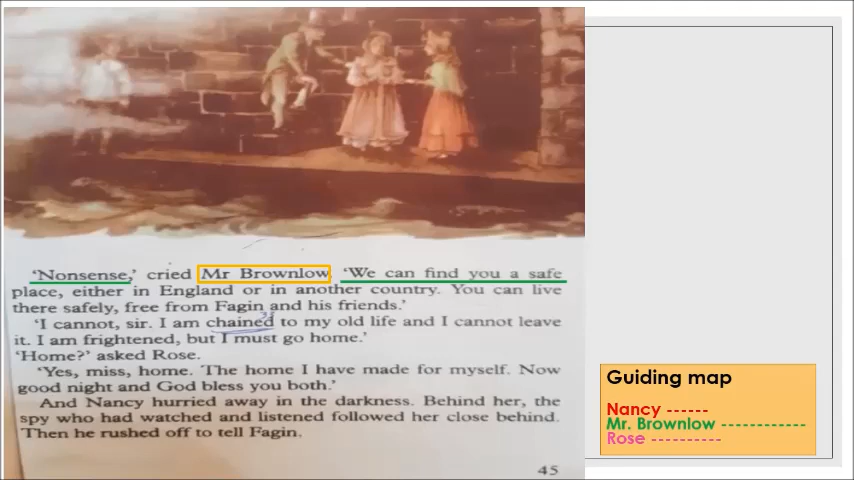 'Nonsense,' cried Mr Brownlow. 'We can find you a safe
place, either in England or in another country. You can live
there safely, free from Fagin and his friends.'
'I cannot, sir. I am chained to my old life and I cannot leave
it. I am frightened, but I must go home.'
'Home?' asked Rose.
'Yes, miss, home. The home I have made for myself. Now
good night and God bless you both.'
And Nancy hurried away in the darkness. Behind her, the
spy who had watched and listened followed her close behind.
Then he rushed off to tell Fagin.
45
Guiding map
Nancy ------
Mr. Brownlow ------------
Rose ----------